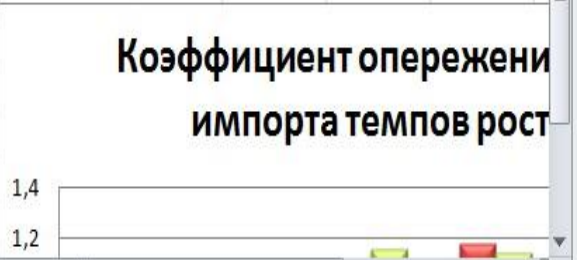 Коэффициент опережени
импорта темпов рост
1,4
1,2